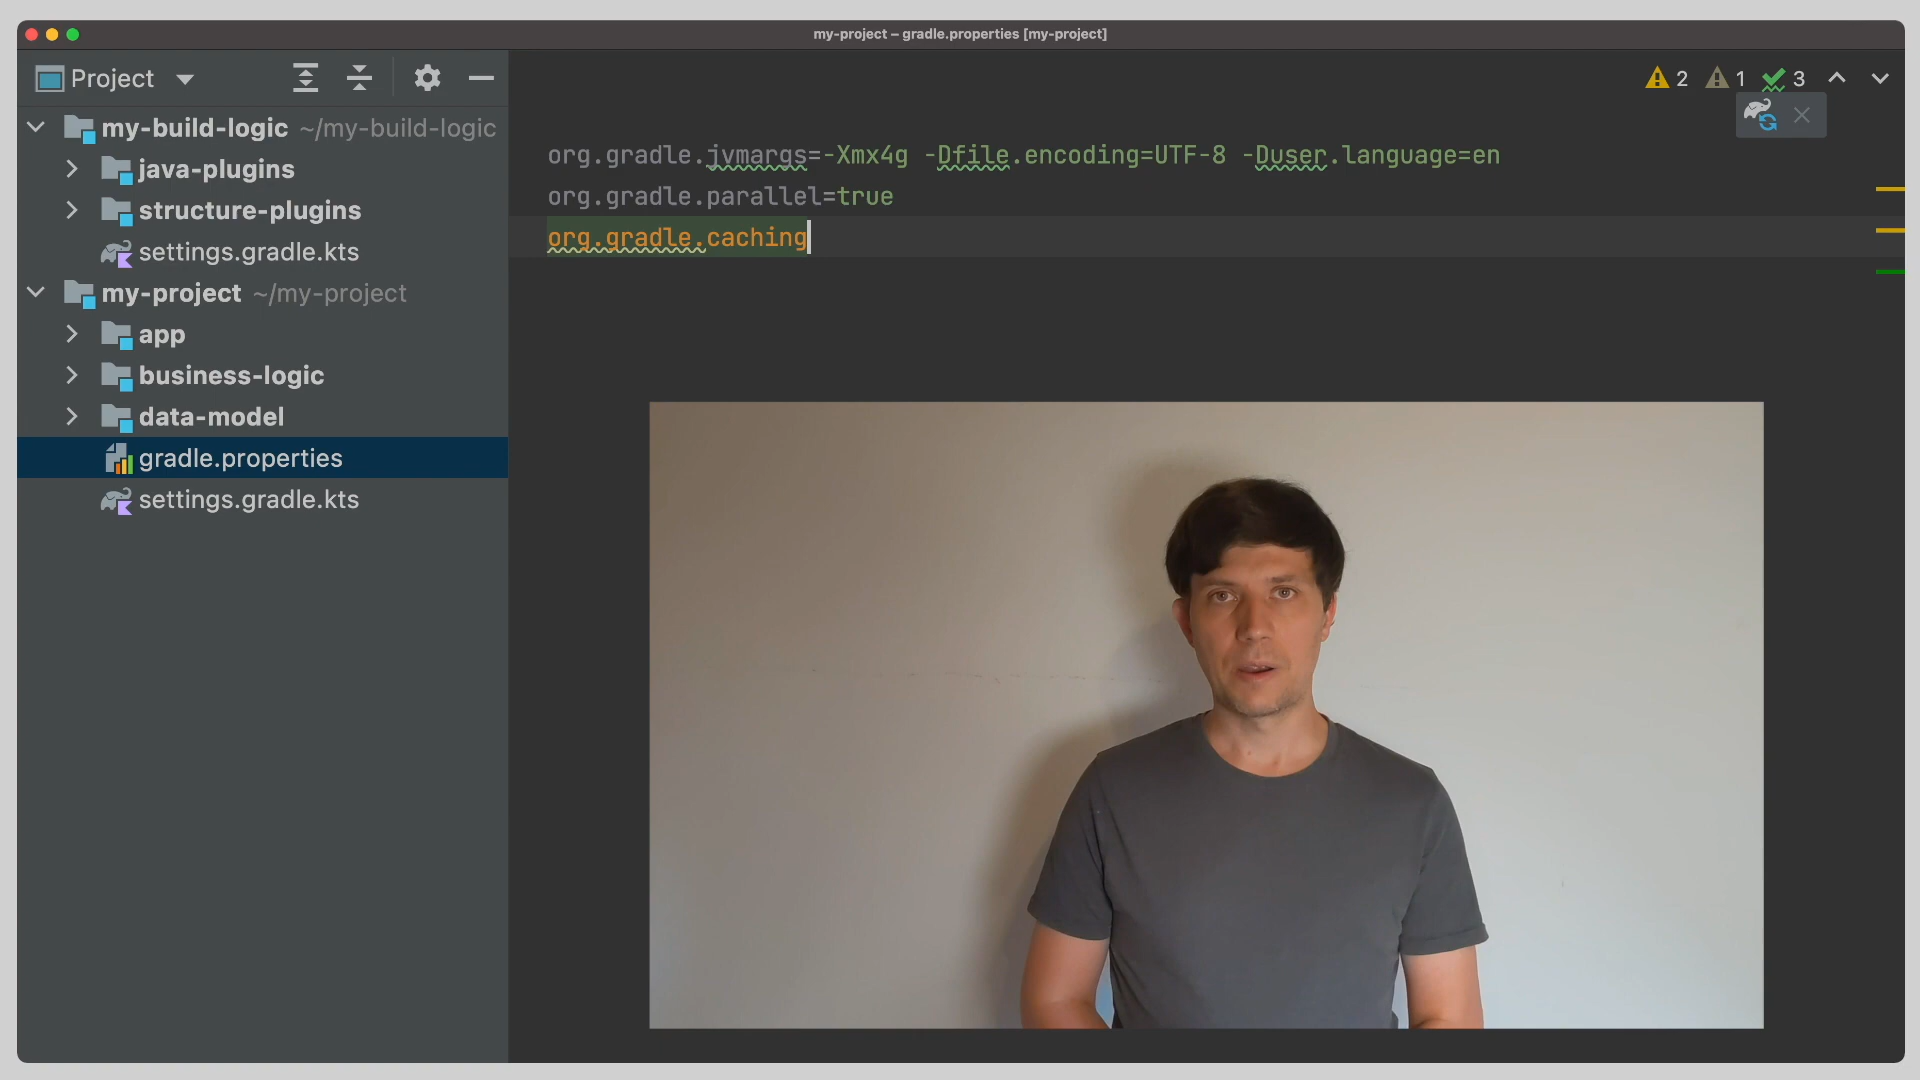 my-project – gradle.properties [my-project]
Project
my-build-logic ~/my-build-logic
java-plugins
structure-plugins
settings.gradle.kts
my-project ~/my-project
app
business-logic
data-model
gradle.properties
settings.gradle.kts
2 1 3
org.gradle.jvmargs=-Xmx4g -Dfile.encoding=UTF-8 -Duser.language=en
org.gradle.parallel=true
org.gradle.caching